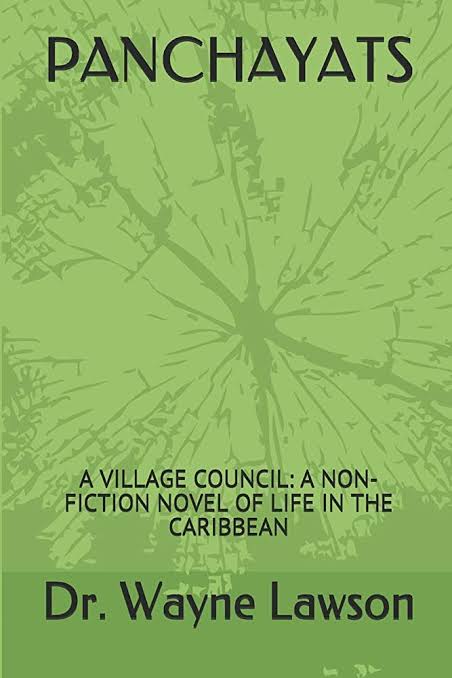 PANCHAYATS
A VILLAGE COUNCIL: A NON-
FICTION NOVEL OF LIFE IN THE
CARIBBEAN
Dr. Wayne Lawson